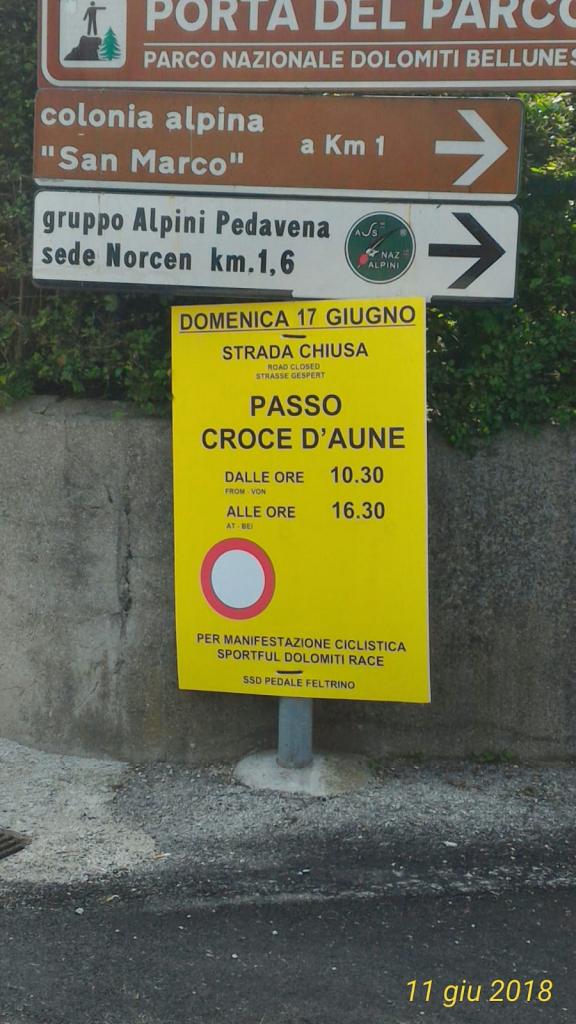 PORTA DEL PARCO
PARCO NAZIONALE DOLOMITI BELLUNES
colonia alpina
"San Marco"
a Km 1
gruppo Alpini Pedavena
sede Norcen km.1,6
NAZ
ALPINI
DOMENICA 17 GIUGNO
STRADA CHIUSA
ROAD CLOSED
STRASSE GESPERT
PASSO
CROCE D'AUNE
DALLE ORE 10.30
FROM - VON
ALLE ORE 16.30
AT - BEI
PER MANIFESTAZIONE CICLISTICA
SPORTFUL DOLOMITI RACE
SSD PEDALE FELTRINO
11 giu 2018